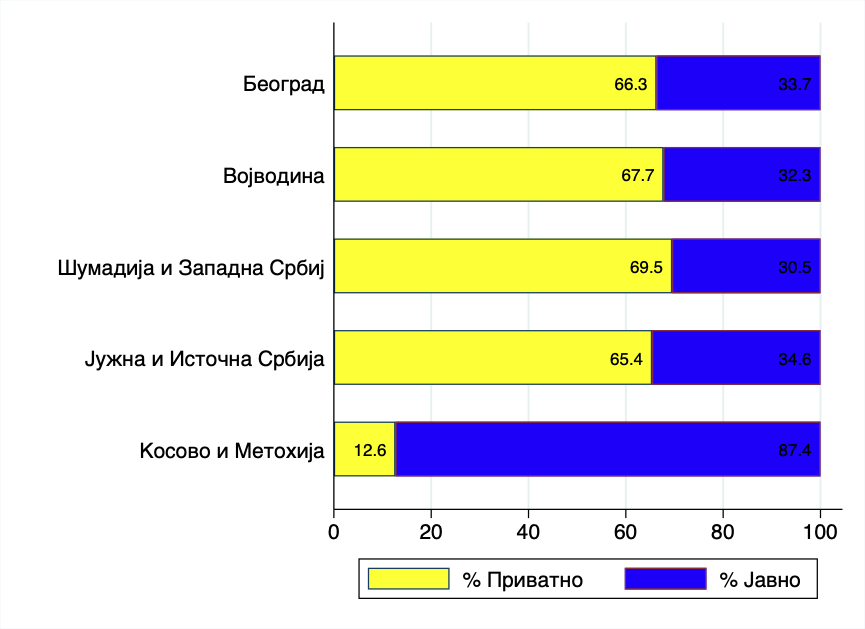 Београд 66.3 33.7
Војводина 67.7 32.3
Шумадија и Западна Србиј 69.5 30.5
Јужна и Источна Србија 65.4 34.6
Косово и Метохија 12.6 87.4
0 20 40 60 80 100
% Приватно % Јавно